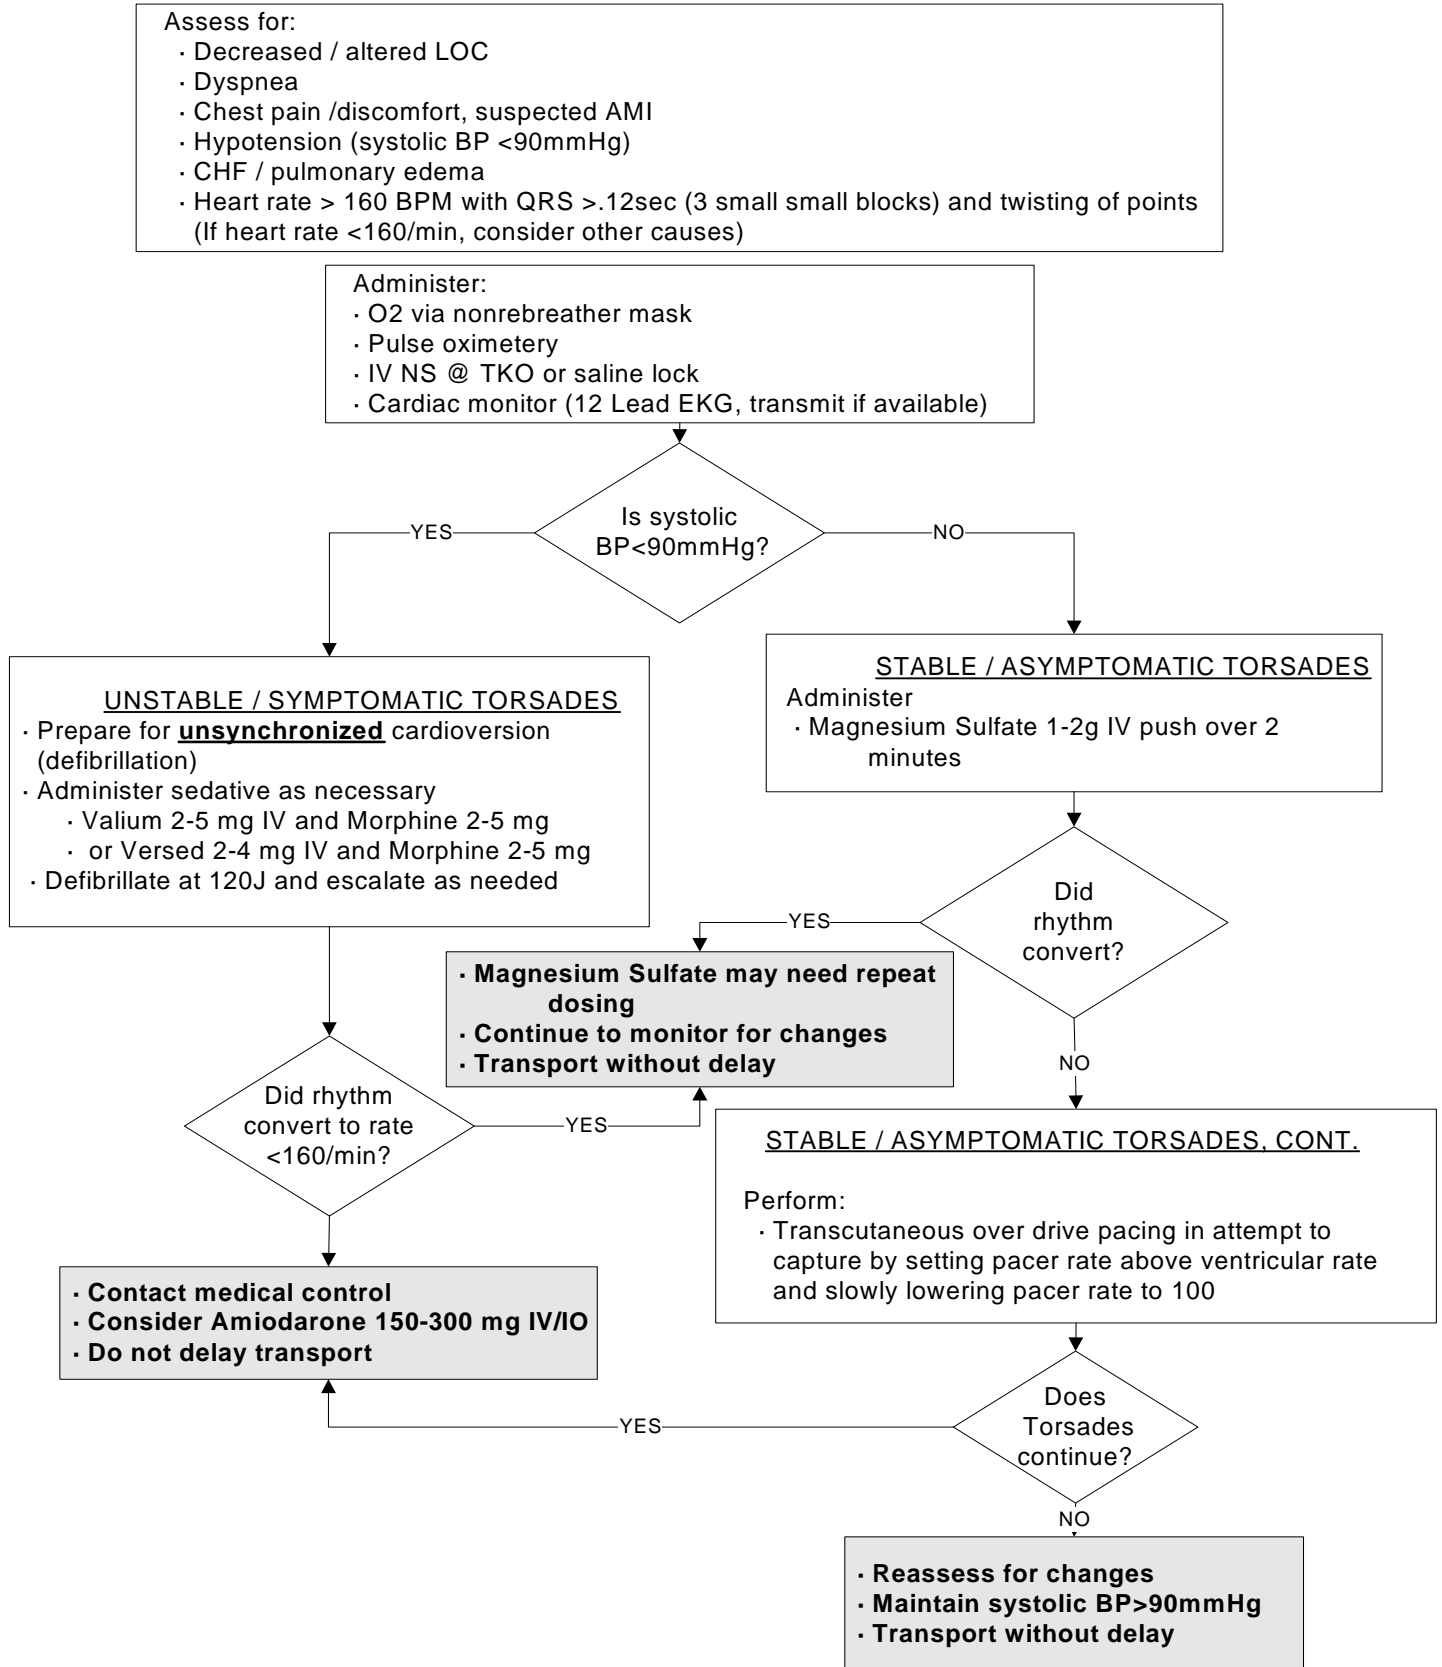 Assess for:
· Decreased / altered LOC
· Dyspnea
· Chest pain /discomfort, suspected AMI
· Hypotension (systolic BP <90mmHg)
· CHF / pulmonary edema
· Heart rate > 160 BPM with QRS >.12sec (3 small small blocks) and twisting of points
(If heart rate <160/min, consider other causes)
Administer:
· O2 via nonrebreather mask
· Pulse oximetery
· IV NS @ TKO or saline lock
· Cardiac monitor (12 Lead EKG, transmit if available)
Is systolic
BP<90mmHg?
YES
NO
UNSTABLE / SYMPTOMATIC TORSADES
· Prepare for unsynchronized cardioversion
(defibrillation)
· Administer sedative as necessary
· Valium 2-5 mg IV and Morphine 2-5 mg
· or Versed 2-4 mg IV and Morphine 2-5 mg
· Defibrillate at 120J and escalate as needed
STABLE / ASYMPTOMATIC TORSADES
Administer
· Magnesium Sulfate 1-2g IV push over 2
minutes
Did
rhythm
convert?
YES
· Magnesium Sulfate may need repeat
dosing
· Continue to monitor for changes
· Transport without delay
NO
Did rhythm
convert to rate
<160/min?
YES
STABLE / ASYMPTOMATIC TORSADES, CONT.
Perform:
· Transcutaneous over drive pacing in attempt to
capture by setting pacer rate above ventricular rate
and slowly lowering pacer rate to 100
· Contact medical control
· Consider Amiodarone 150-300 mg IV/IO
· Do not delay transport
Does
Torsades
continue?
YES
NO
· Reassess for changes
· Maintain systolic BP>90mmHg
· Transport without delay